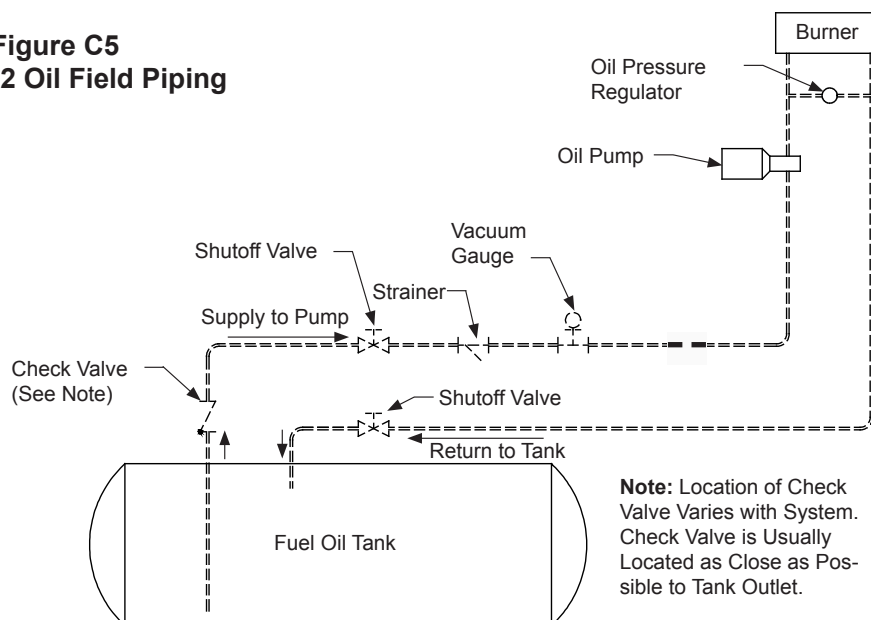 Figure C5
2 Oil Field Piping
Burner
Oil Pressure
Regulator
Oil Pump
Vacuum
Gauge
Shutoff Valve
Strainer
Supply to Pump
Check Valve
(See Note)
Shutoff Valve
Return to Tank
Fuel Oil Tank
Note: Location of Check
Valve Varies with System.
Check Valve is Usually
Located as Close as Pos-
sible to Tank Outlet.